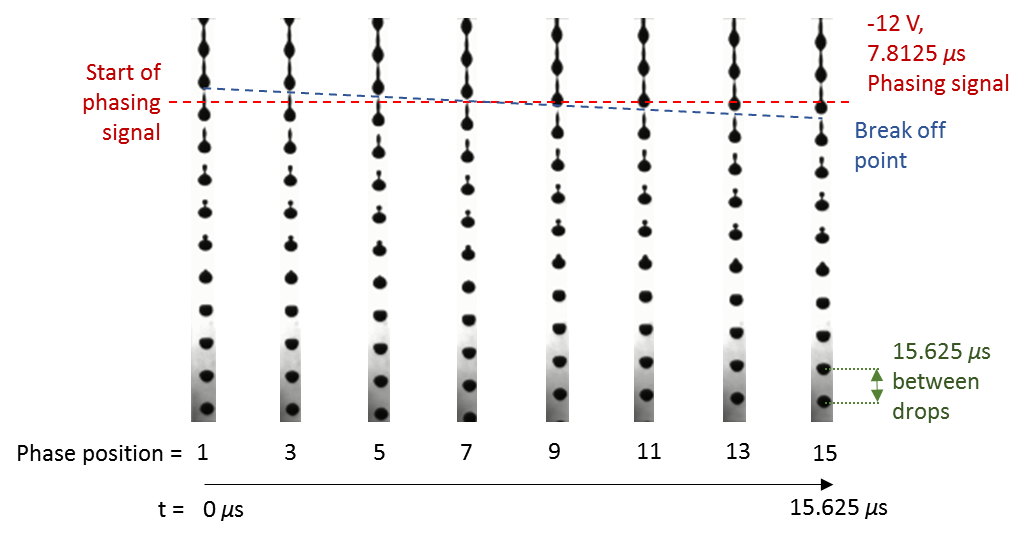 -12 V,
7.8125 µs
Phasing signal
Start of
phasing
signal
Break off
point
15.625 µs
between
drops
Phase position = 1 3 5 7 9 11 13 15
t = 0 µs 15.625 µs